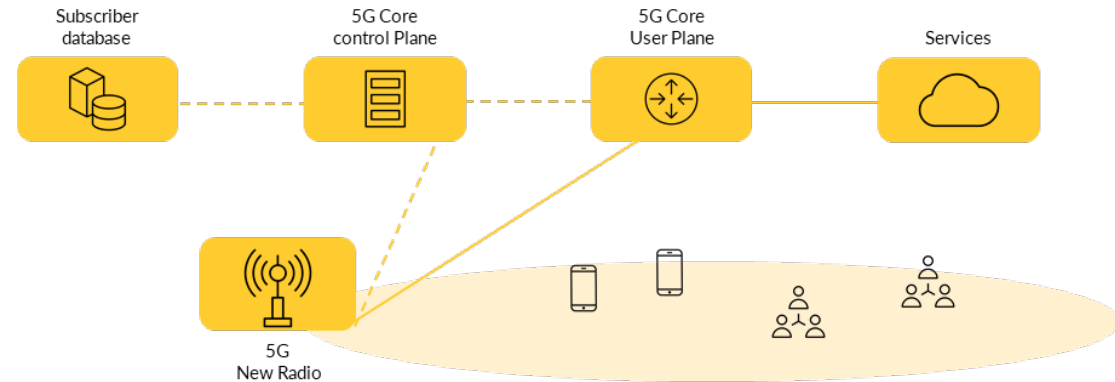 Subscriber
database
5G Core
control Plane
5G Core
User Plane
Services
5G
New Radio